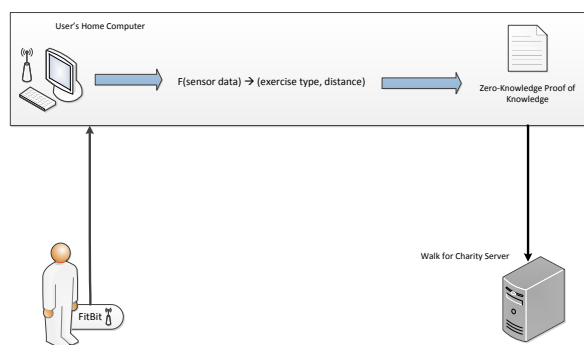 User's Home Computer
F(sensor data) → (exercise type, distance)
Zero-Knowledge Proof of
Knowledge
Walk for Charity Server
FitBit